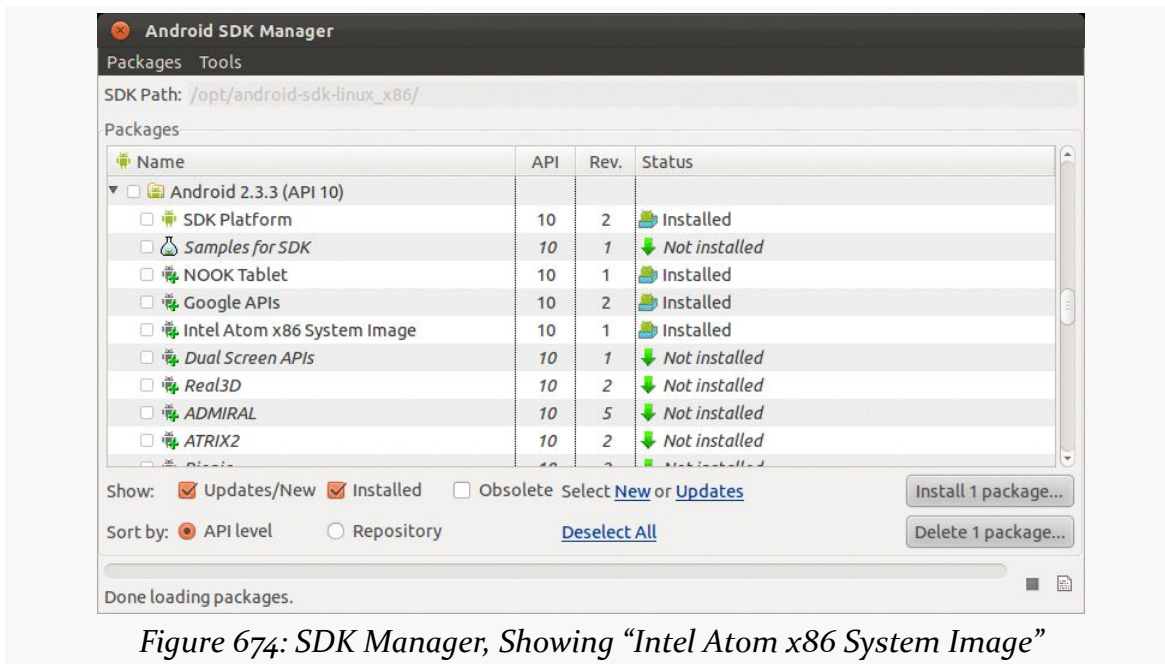 Android SDK Manager
Packages Tools
SDK Path: /opt/android-sdk-linux_x86/
Packages
Name API Rev. Status
Android 2.3.3 (API 10)
SDK Platform 10 2 Installed
Samples for SDK 10 1 Not installed
NOOK Tablet 10 1 Installed
Google APIs 10 2 Installed
Intel Atom x86 System Image 10 1 Installed
Dual Screen APIs 10 1 Not installed
Real3D 10 2 Not installed
ADMIRAL 10 5 Not installed
ATRIX2 10 2 Not installed
Show: Updates/New Installed Obsolete Select New or Updates Install 1 package...
Sort by: API level Repository Deselect All Delete 1 package...
Done loading packages.
Figure 674: SDK Manager, Showing “Intel Atom x86 System Image”